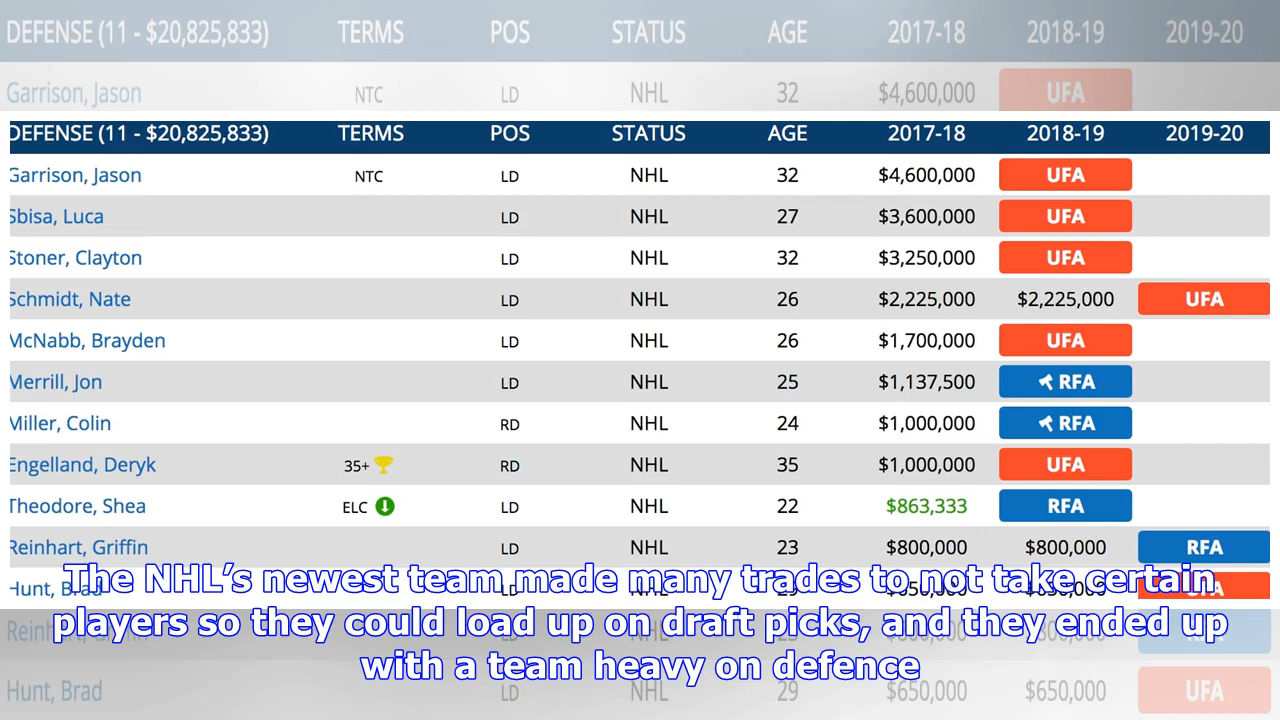 DEFENSE (11 - $20,825,833) TERMS POS STATUS AGE 2017-18 2018-19 2019-20
Garrison, Jason NTC LD NHL 32 $4,600,000 UFA
DEFENSE (11 - $20,825,833) TERMS POS STATUS AGE 2017-18 2018-19 2019-20
Garrison, Jason NTC LD NHL 32 $4,600,000 UFA
Sbisa, Luca LD NHL 27 $3,600,000 UFA
Stoner, Clayton LD NHL 32 $3,250,000 UFA
Schmidt, Nate LD NHL 26 $2,225,000 $2,225,000 UFA
McNabb, Brayden LD NHL 26 $1,700,000 UFA
Merrill, Jon LD NHL 25 $1,137,500 RFA
Miller, Colin RD NHL 24 $1,000,000 RFA
Engelland, Deryk 35+ RD NHL 35 $1,000,000 UFA
Theodore, Shea ELC LD NHL 22 $863,333 RFA
Reinhart, Griffin LD NHL 23 $800,000 $800,000 RFA
Hunt, LD NHL $650,000 $650,000 UFA
The NHL's newest team made many trades to not take certain
players so they could load up on draft picks, and they ended up
with a team heavy on defence
Hunt, Brad LD NHL 29 $650,000 $650,000 UFA